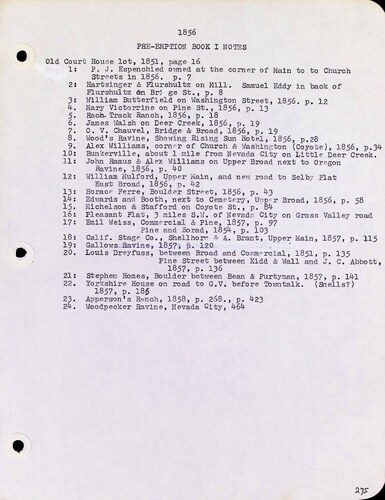 1856
PRE-EMPTION BOOK I NOTES
Old Court House lot, 1851, page 16
1: P. J. Espenchied owned at the corner of Main to to Church
Streets in 1856. p. 7
2: Hartsinger & Flurshultz on Mill. Samuel Eddy in back of
Flurshultz on Bri ge St., p. 8
3: William Butterfield on Washington Street, 1856. p. 12
4: Mary Victorrine on Pine St., 1856, p. 13
5. Race Track Ranch, 1856, p. 18
6. James Walsh on Deer Creek, 1856, p. 19
7. O. V. Chauvel, Bridge & Broad, 1856, p. 19
8. Wood's Ravine, Showing Rising Sun Hotel, 1856, p.28
9. Alex Williams, corner of Church & Washington (Coyote), 1856, p.34
10: Bunkerville, about 1 mile from Nevada City on Little Deer Creek.
11: John Ramus & Alex Williams on Upper Broad next to Oregon
Ravine, 1856, p. 40
12: William Hulford, Upper Main, and new road to Selby Flat
East Broad, 1856, p. 42
13: Horace Ferre, Boulder Street, 1856, p. 43
14: Edwards and Booth, next to Cemetery, Upper Broad, 1856, p. 58
15. Michelson & Stafford on Coyote St., p. 84
16: Pleasant Flat, 3 miles S.W. of Nevada City on Grass Valley road
17: Emil Weiss, Commercial & Pine, 1857, p. 97
Pine and Borad, 1854, p. 103
18: Calif. Stage Co., Shellhorn & A. Brant, Upper Main, 1857, p. 115
19: Gallows Ravine, 1857, p. 120
20. Louis Dreyfuss, between Broad and Commercial, 1851, p. 135
Pine Street between Kidd & Wall and J. C. Abbott,
1857, p. 136
21: Stephen Homes, Boulder between Bean & Purtyman, 1857, p. 141
22. Yorkshire House on road to G.V. before Towntalk. (Snells?)
1857, p. 186
23. Apperson's Ranch, 1858, p. 268., p. 423
24. Woodpecker Ravine, Nevada City, 464
275